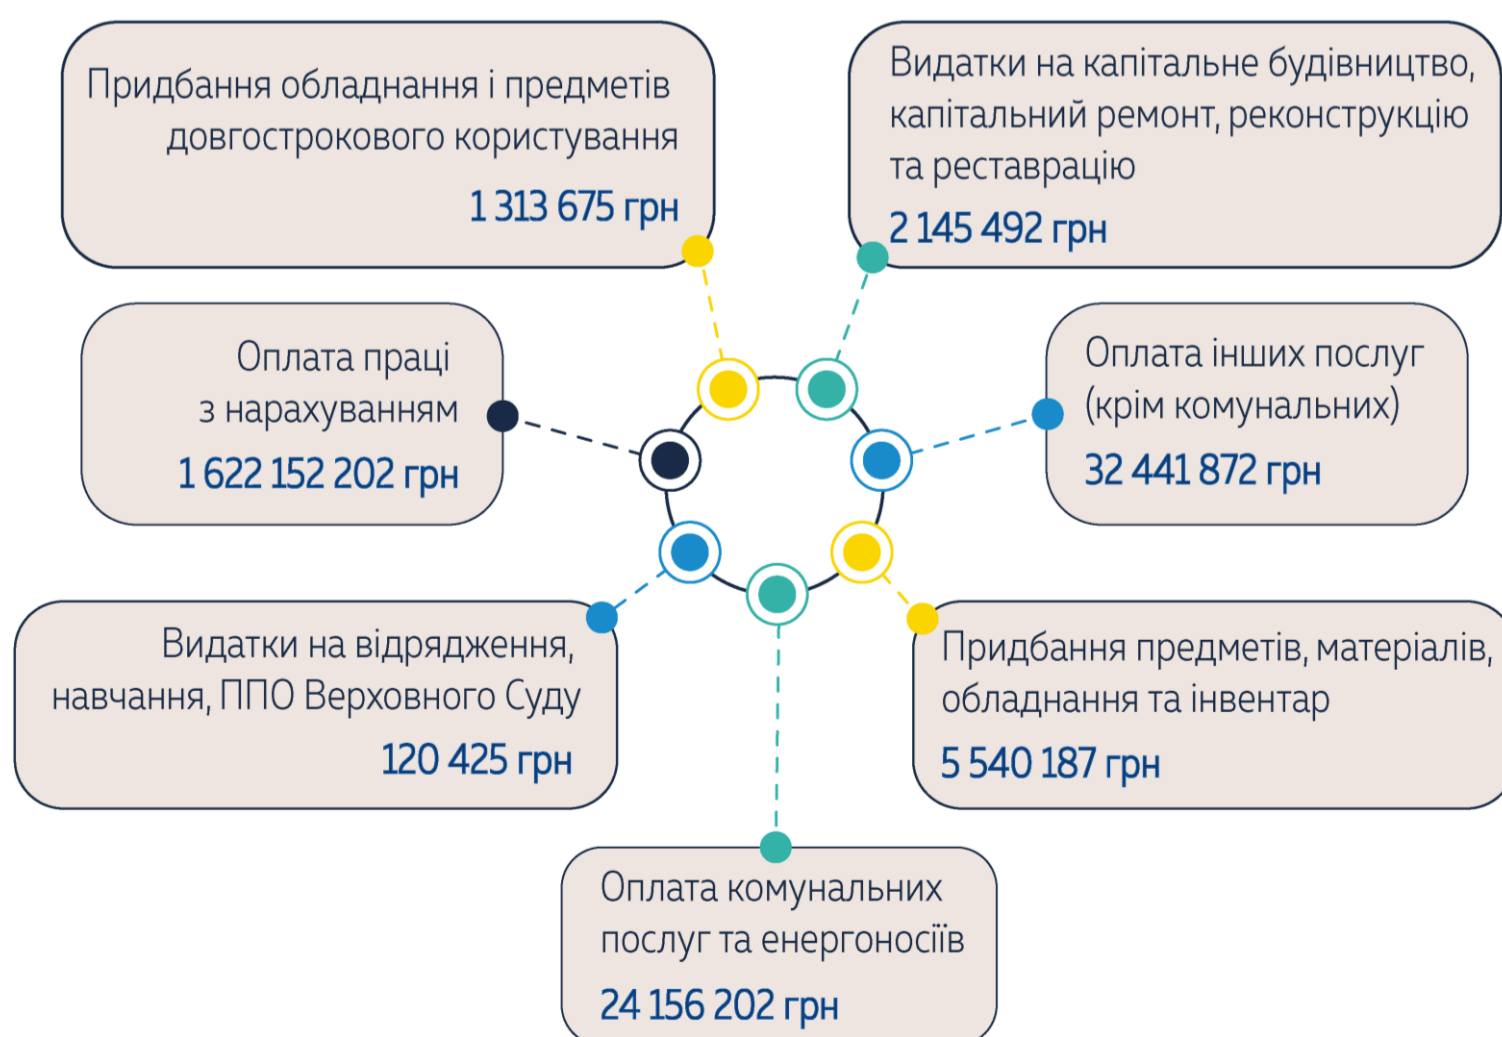 Придбання обладнання і предметів
довгострокового користування
1 313 675 грн
Видатки на капітальне будівництво,
капітальний ремонт, реконструкцію
та реставрацію
2 145 492 грн
Оплата праці
з нарахуванням
1 622 152 202 грн
Оплата інших послуг
(крім комунальних)
32 441 872 грн
Видатки на відрядження,
навчання, ППО Верховного Суду
120 425 грн
Придбання предметів, матеріалів,
обладнання та інвентар
5 540 187 грн
Оплата комунальних
послуг та енергоносіїв
24 156 202 грн